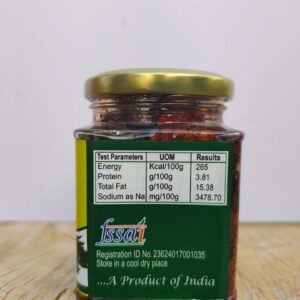 Test Parameters UOM Results
Energy Kcal/100g 265
Protein g/100g 3.81
Total Fat g/100g 15.38
Sodium as Na mg/100g 3478.70
fssai
Registration ID No. 23624017001035
Store in a cool dry place
...A Product of India